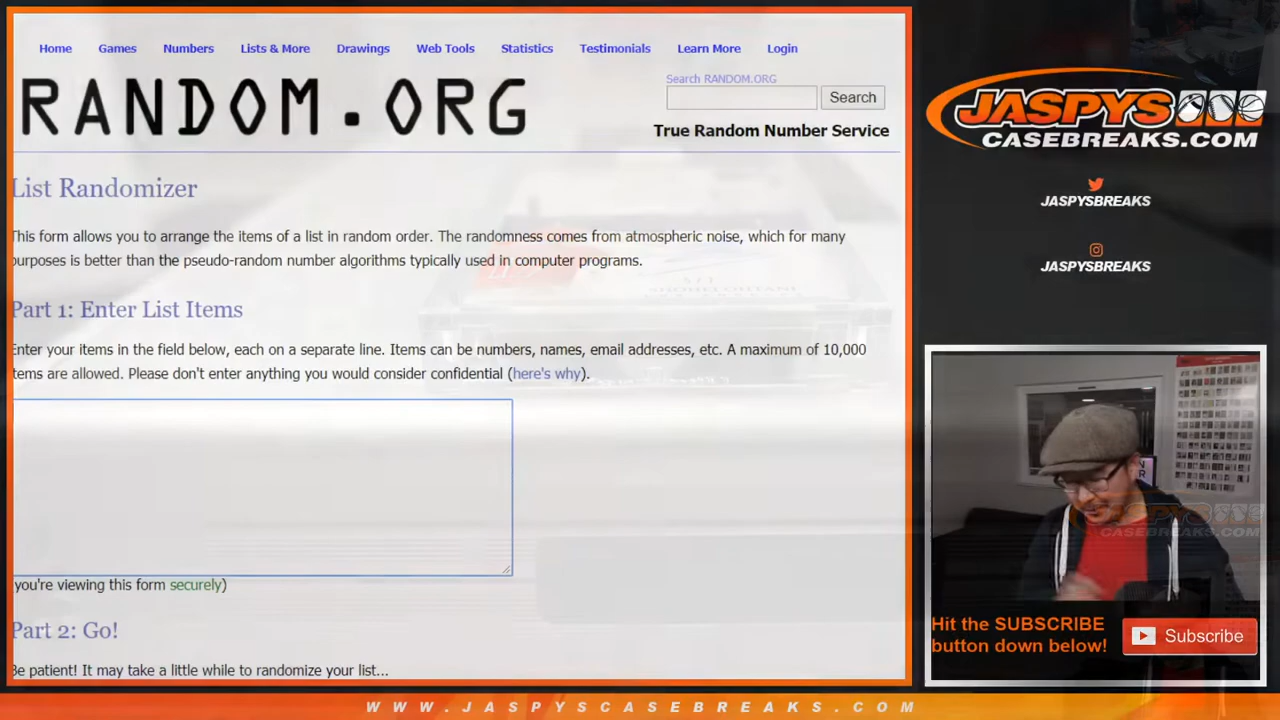 Home Games Numbers Lists & More Drawings Web Tools Statistics Testimonials Learn More Login
RANDOM.ORG
Search RANDOM.ORG
Search
True Random Number Service
List Randomizer
This form allows you to arrange the items of a list in random order. The randomness comes from atmospheric noise, which for many
purposes is better than the pseudo-random number algorithms typically used in computer programs.
Part 1: Enter List Items
Enter your items in the field below, each on a separate line. Items can be numbers, names, email addresses, etc. A maximum of 10,000
items are allowed. Please don't enter anything you would consider confidential (here's why).
you're viewing this form securely)
Part 2: Go!
Be patient! It may take a little while to randomize your list...
JASPYS
CASEBREAKS.COM
JASPYSBREAKS
JASPYSBREAKS
SHOHEI OHTANI
CASEBREAKS.COM
Hit the SUBSCRIBE
button down below!
Subscribe
WWW.JASPYSCASEBREAKS.COM